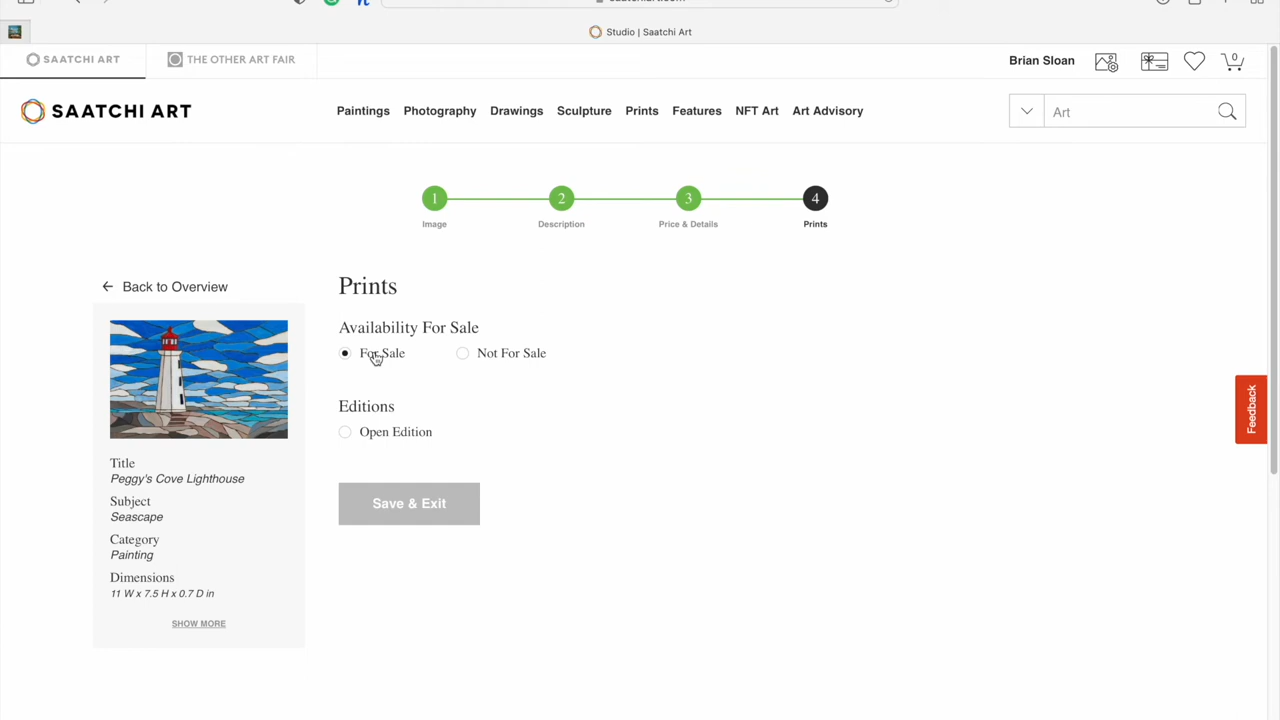 Studio | Saatchi Art
SAATCHI ART
THE OTHER ART FAIR
Brian Sloan
0
SAATCHI ART
Paintings Photography Drawings Sculpture Prints Features NFT Art Art Advisory
Art
1 2 3 4
Image Description Price & Details Prints
Back to Overview
Title
Peggy's Cove Lighthouse
Subject
Seascape
Category
Painting
Dimensions
11 W x 7.5 H x 0.7 D in
SHOW MORE
Prints
Availability For Sale
For Sale Not For Sale
Editions
Open Edition
Save & Exit
Feedback